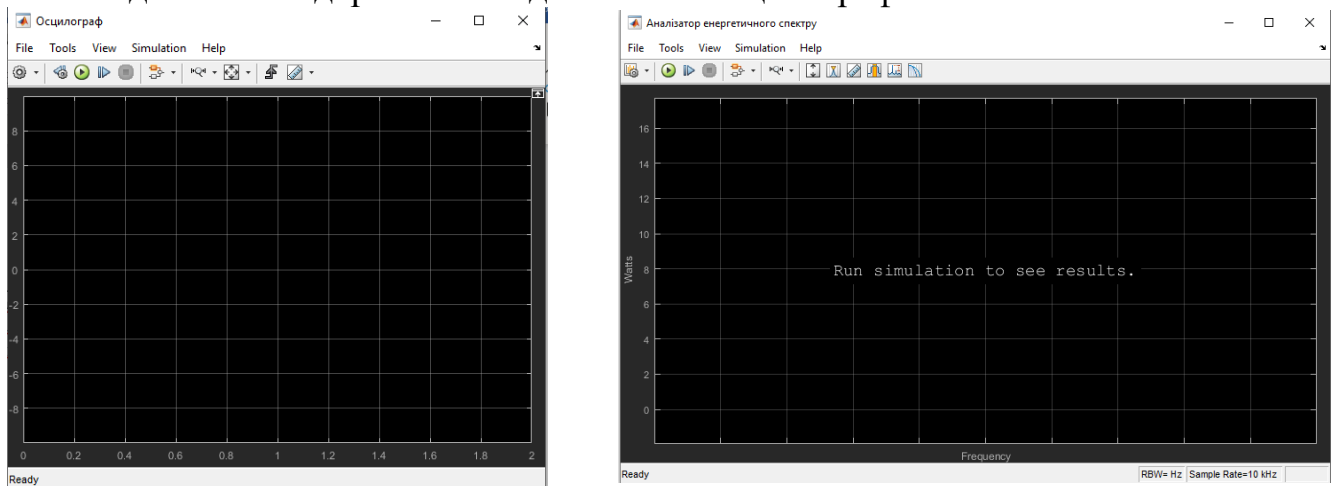 Осцилограф
File Tools View Simulation Help
8
6
4
2
0
-2
-4
-6
-8
0 0.2 0.4 0.6 0.8 1 1.2 1.4 1.6 1.8 2
Ready
Аналізатор енергетичного спектру
File Tools View Simulation Help
16
14
12
10
8
6
4
2
0
Watts
Run simulation to see results.
Frequency
Ready
RBW= Hz Sample Rate=10 kHz